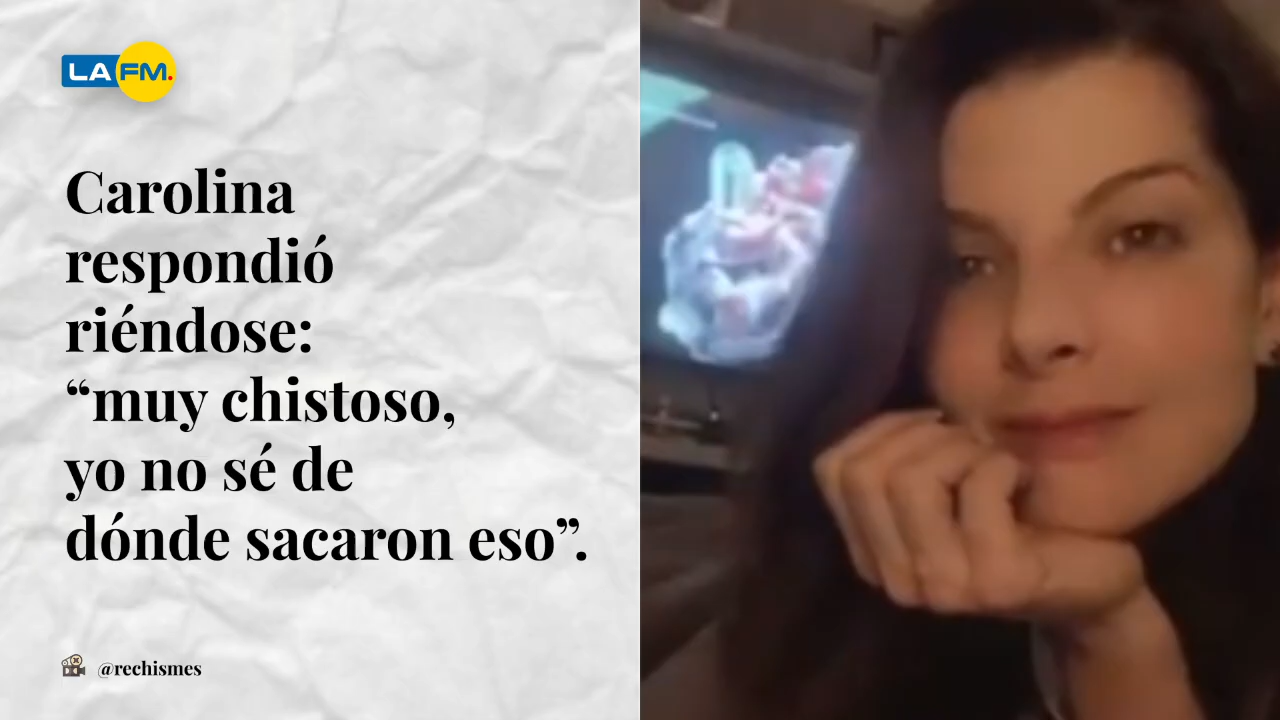 LA FM.
Carolina
respondió
riéndose:
“muy chistoso,
yo no sé de
dónde sacaron eso”.
@rechismes